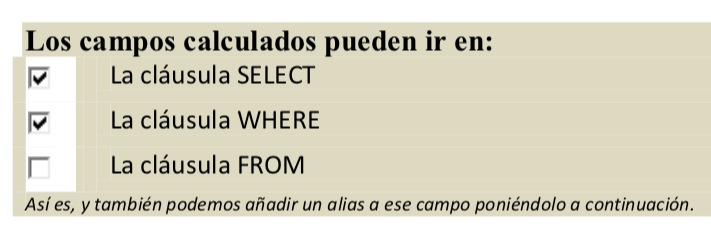 Los campos calculados pueden ir en:
La cláusula SELECT
La cláusula WHERE
La cláusula FROM
Así es, y también podemos añadir un alias a ese campo poniéndolo a continuación.